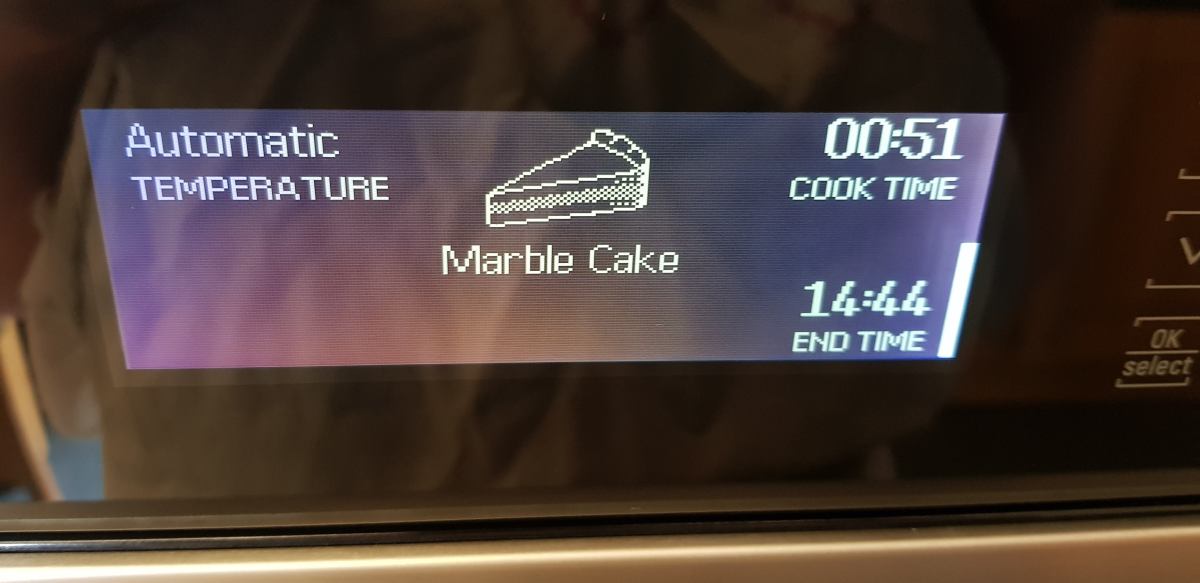 Automatic
TEMPERATURE
00:51
COOK TIME
Marble Cake
14:44
END TIME
OK
select